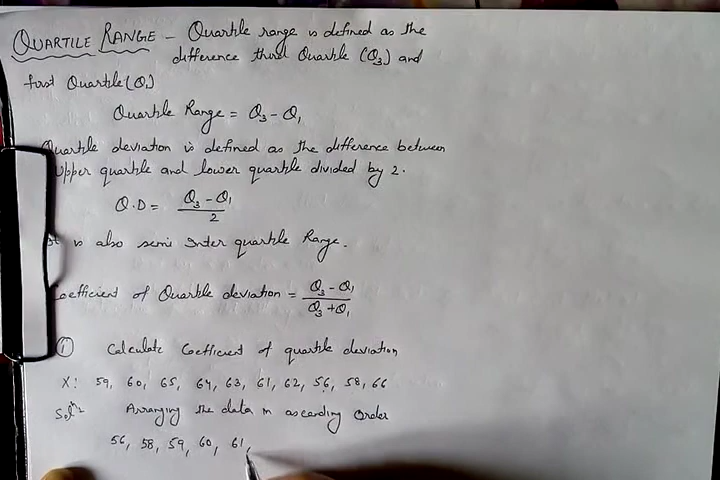 QUARTILE RANGE - Quartile range is defined as the
difference third Quartile (Q₃) and
first Quartile (Q₁)
Quartile Range = Q₃ - Q₁
Quartile deviation is defined as the difference between
Upper quartile and lower quartile divided by 2.
Q.D = (Q₃ - Q₁)/2
It is also semi Inter quartile Range.
Coefficient of Quartile deviation = (Q₃ - Q₁)/(Q₃ + Q₁)
① Calculate Coefficient of quartile deviation
X: 59, 60, 65, 64, 63, 61, 62, 56, 58, 66
Solⁿ Arranging the data in ascending Order
56, 58, 59, 60, 61,